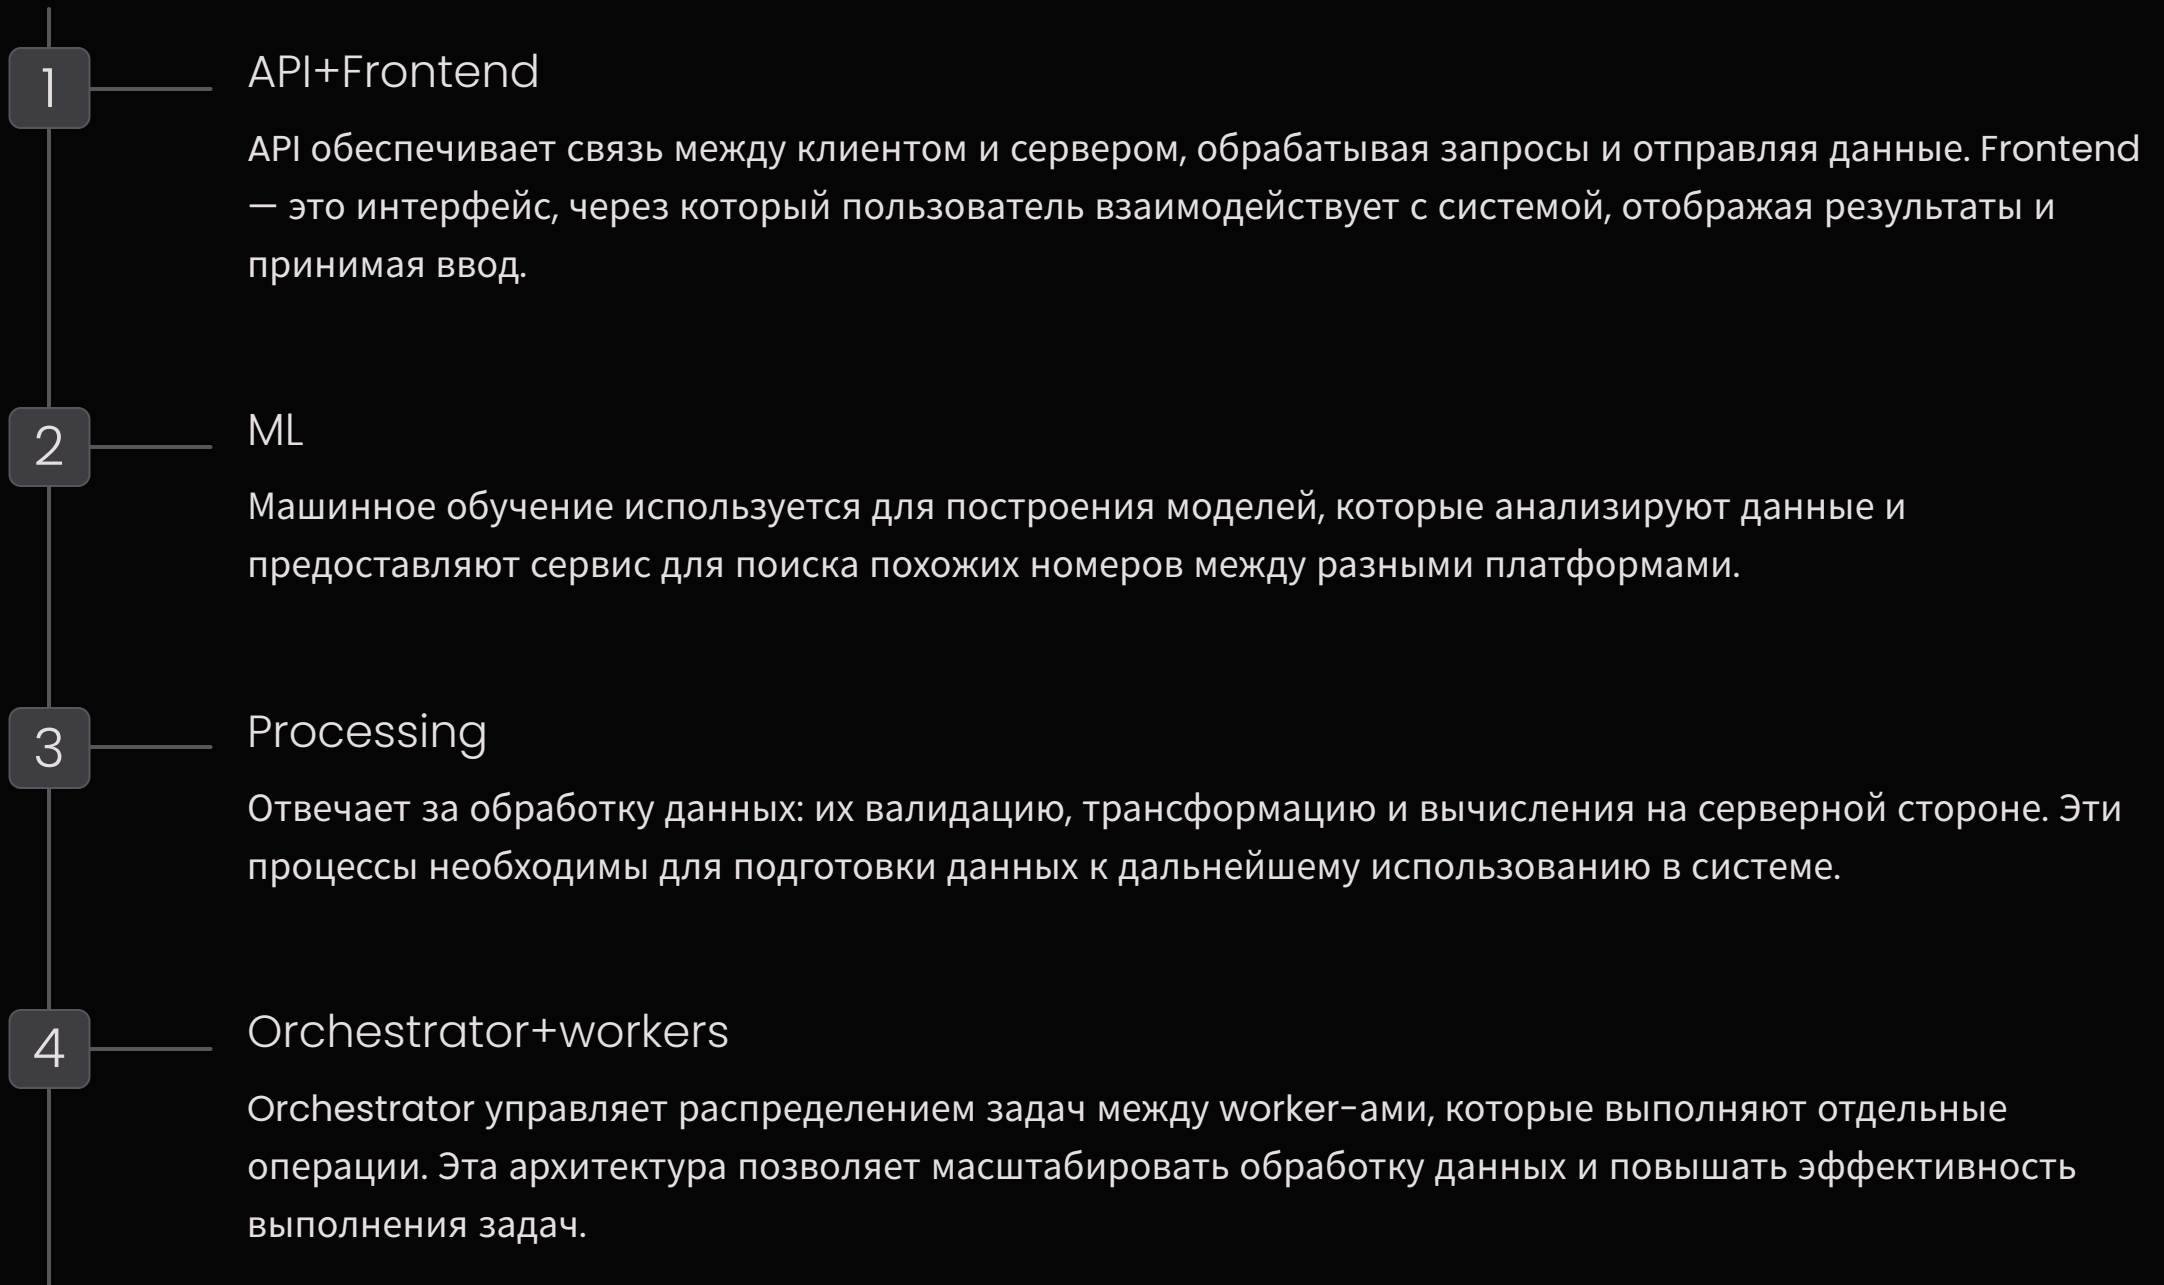 1
API+Frontend
API обеспечивает связь между клиентом и сервером, обрабатывая запросы и отправляя данные. Frontend
— это интерфейс, через который пользователь взаимодействует с системой, отображая результаты и
принимая ввод.
2
ML
Машинное обучение используется для построения моделей, которые анализируют данные и
предоставляют сервис для поиска похожих номеров между разными платформами.
3
Processing
Отвечает за обработку данных: их валидацию, трансформацию и вычисления на серверной стороне. Эти
процессы необходимы для подготовки данных к дальнейшему использованию в системе.
4
Orchestrator+workers
Orchestrator управляет распределением задач между worker-ами, которые выполняют отдельные
операции. Эта архитектура позволяет масштабировать обработку данных и повышать эффективность
выполнения задач.